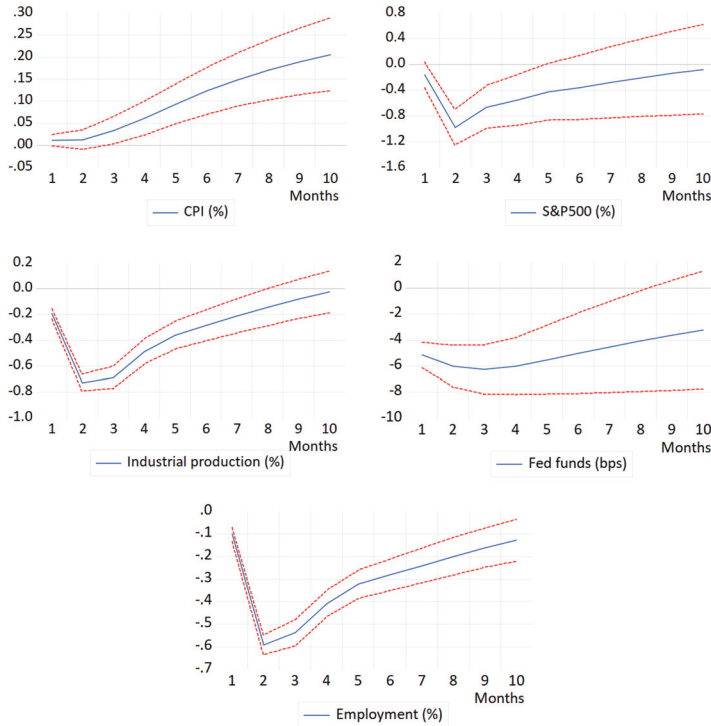 .30
.25
.20
.15
.10
.05
.00
-.05
1 2 3 4 5 6 7 8 9 10
Months
CPI (%)
0.8
0.4
0.0
-0.4
-0.8
-1.2
-1.6
1 2 3 4 5 6 7 8 9 10
Months
S&P500 (%)
0.2
0.0
-0.2
-0.4
-0.6
-0.8
-1.0
1 2 3 4 5 6 7 8 9 10
Months
Industrial production (%)
2
0
-4
-6
-8
-10
1 2 3 4 5 6 7 8 9 10
Months
Fed funds (bps)
.0
-.1
-.2
-.3
-.4
-.5
-.6
-.7
1 2 3 4 5 6 7 8 9 10
Months
Employment (%)